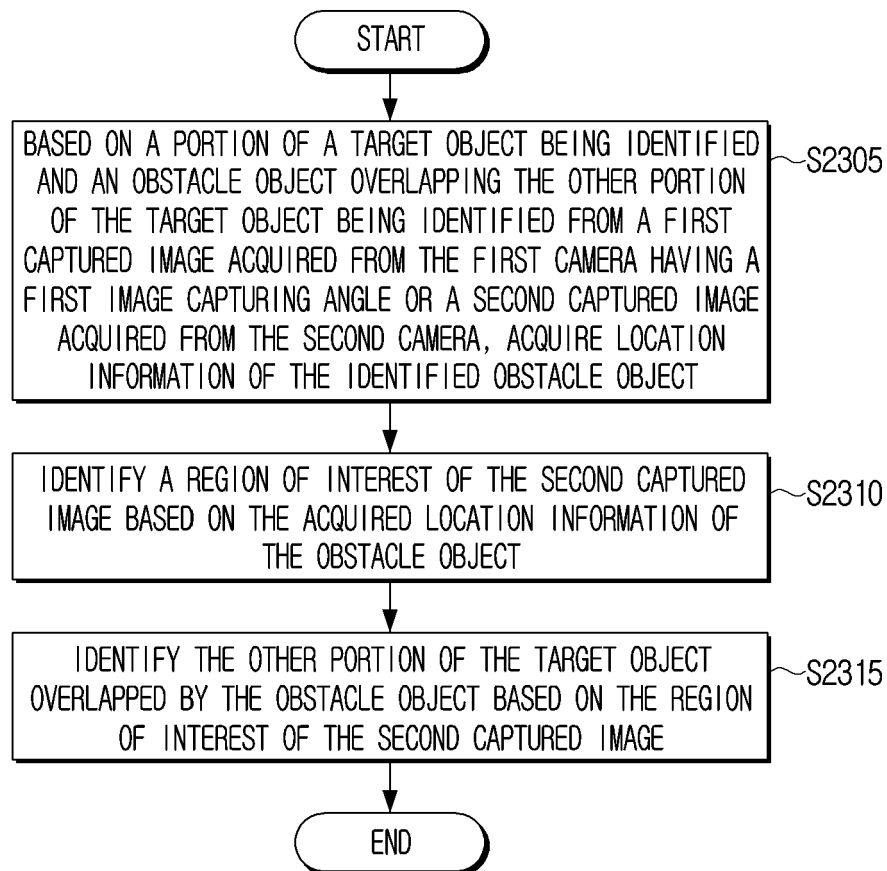 START
BASED ON A PORTION OF A TARGET OBJECT BEING IDENTIFIED
AND AN OBSTACLE OBJECT OVERLAPPING THE OTHER PORTION
OF THE TARGET OBJECT BEING IDENTIFIED FROM A FIRST
CAPTURED IMAGE ACQUIRED FROM THE FIRST CAMERA HAVING A
FIRST IMAGE CAPTURING ANGLE OR A SECOND CAPTURED IMAGE
ACQUIRED FROM THE SECOND CAMERA, ACQUIRE LOCATION
INFORMATION OF THE IDENTIFIED OBSTACLE OBJECT
S2305
IDENTIFY A REGION OF INTEREST OF THE SECOND CAPTURED
IMAGE BASED ON THE ACQUIRED LOCATION INFORMATION OF
THE OBSTACLE OBJECT
S2310
IDENTIFY THE OTHER PORTION OF THE TARGET OBJECT
OVERLAPPED BY THE OBSTACLE OBJECT BASED ON THE REGION
OF INTEREST OF THE SECOND CAPTURED IMAGE
S2315
END